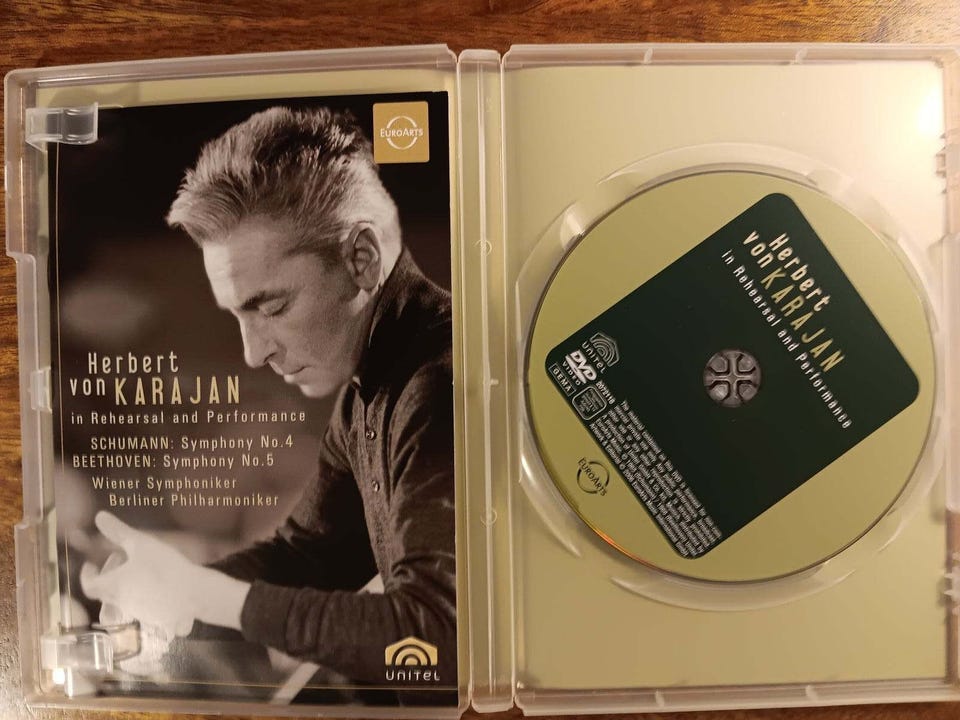 EUROARTS
Herbert
von KARAJAN
in Rehearsal and Performance
SCHUMANN: Symphony No.4
BEETHOVEN: Symphony No.5
Wiener Symphoniker
Berliner Philharmoniker
UNITEL
Herbert
von KARAJAN
in Rehearsal and Performance
UNITEL
DVD
VIDEO
GEMA
EUROARTS